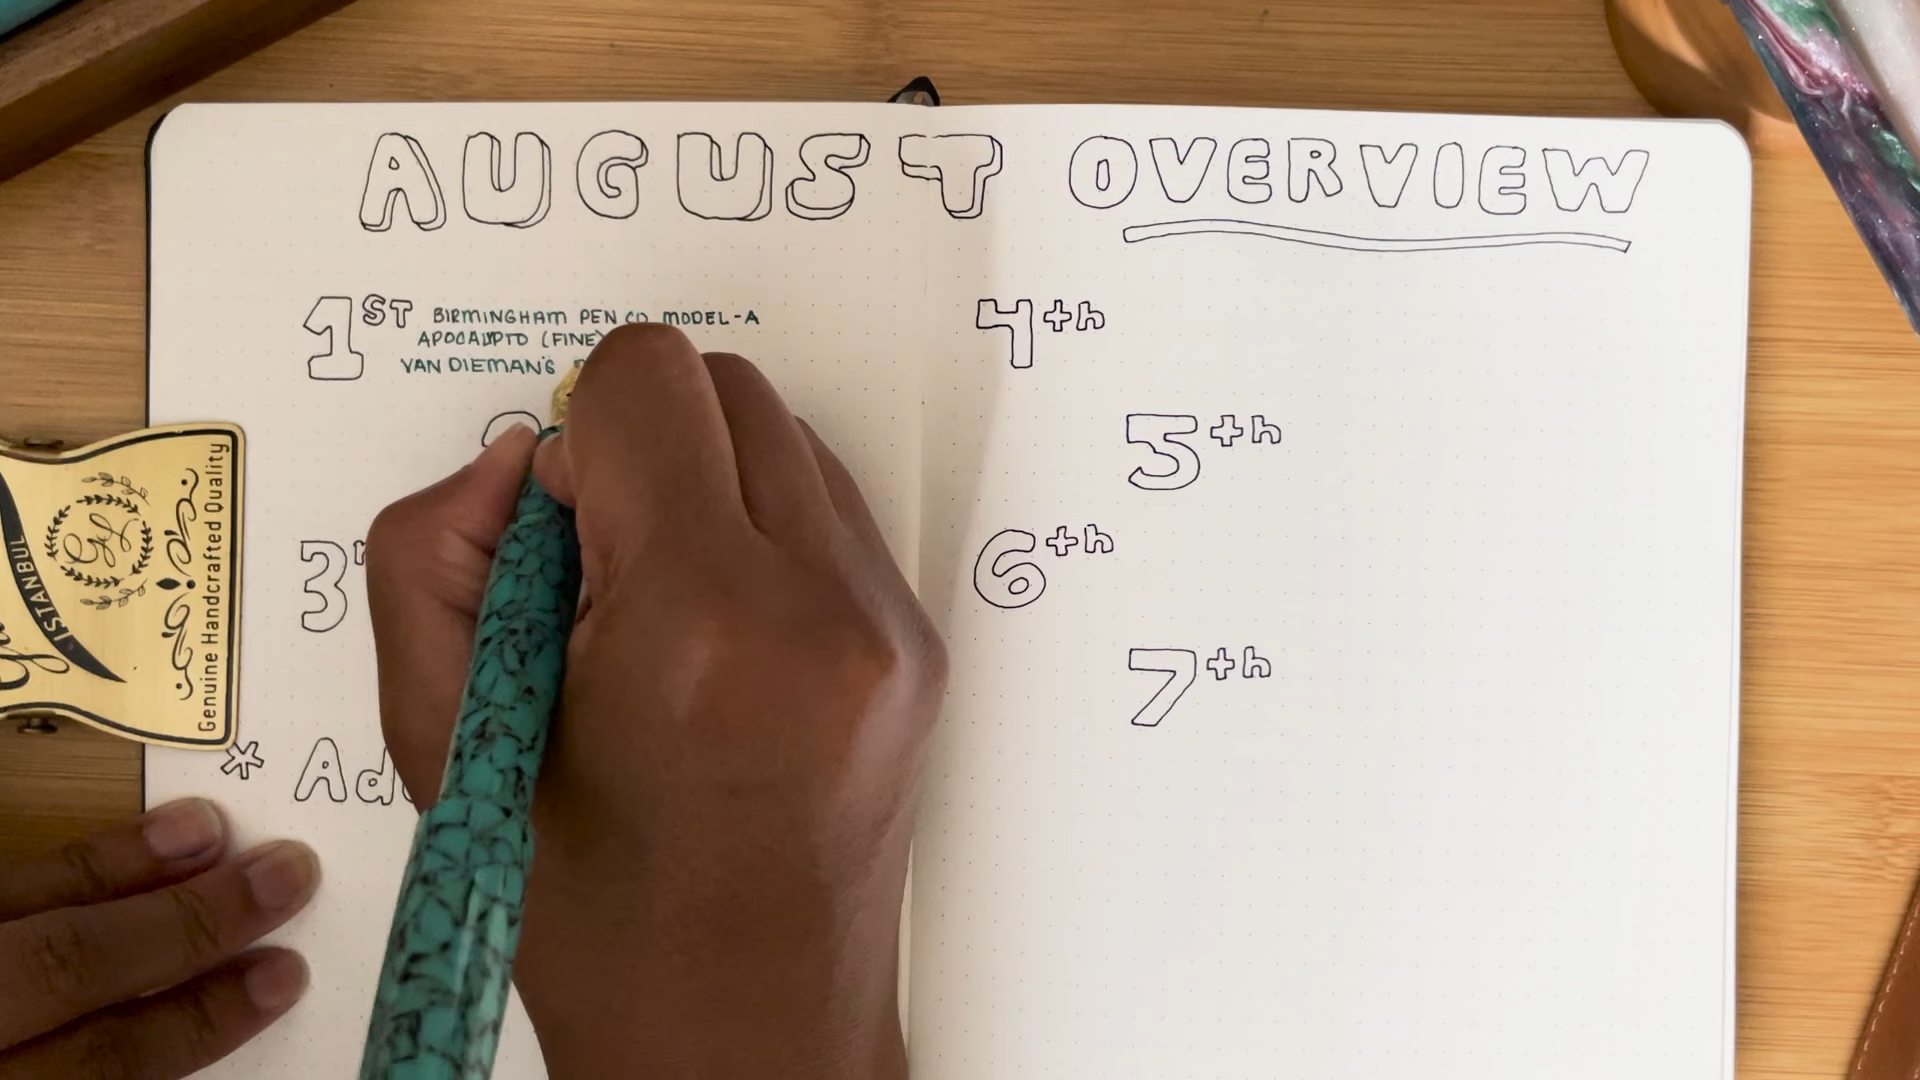 AUGUST OVERVIEW
1ST BIRMINGHAM PEN CO MODEL-A
APOCALYPTO (FINE)
VAN DIEMAN'S
3
* Ad
4th
5th
6th
7th
ISTANBUL
Genuine Handcrafted Quality